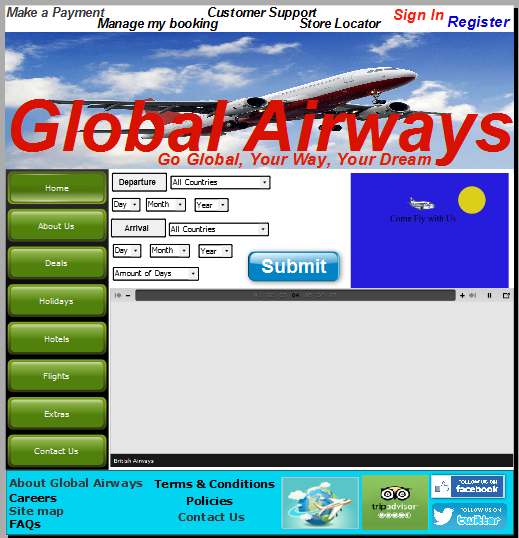 Make a Payment
Customer Support
Sign In
Manage my booking
Store Locator
Register
Global Airways
Go Global, Your Way, Your Dream
Home
About Us
Deals
Holidays
Hotels
Flights
Extras
Contact Us
Departure
All Countries
Day
Month
Year
Arrival
All Countries
Day
Month
Year
Amount of Days
Submit
Come Fly with Us
British Airways
About Global Airways
Careers
Site map
FAQs
Terms & Conditions
Policies
Contact Us
tripadvisor
FOLLOW US ON
facebook
FOLLOW US ON
twitter